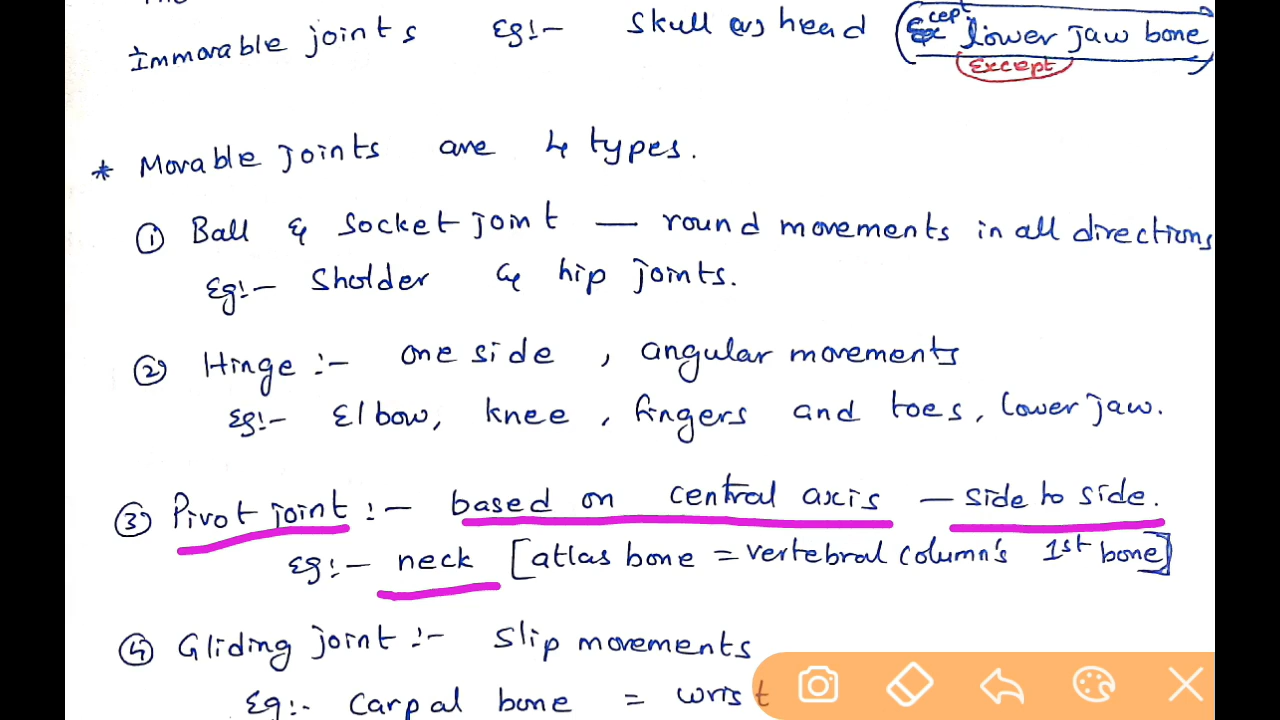 Immovable joints Eg:- Skull as head (Except lower jaw bone
Except
* Movable joints are 4 types.
① Ball & Socket joint — round movements in all directions
Eg:- Sholder & hip joints.
② Hinge :- one side , angular movements
Eg:- Elbow, knee , fingers and toes, Lower jaw.
③ Pivot joint :- based on central axis — side to side.
Eg:- neck [atlas bone = vertebral column's 1st bone]
④ Gliding joint :- Slip movements
Eg:- Carpal bone = wrist